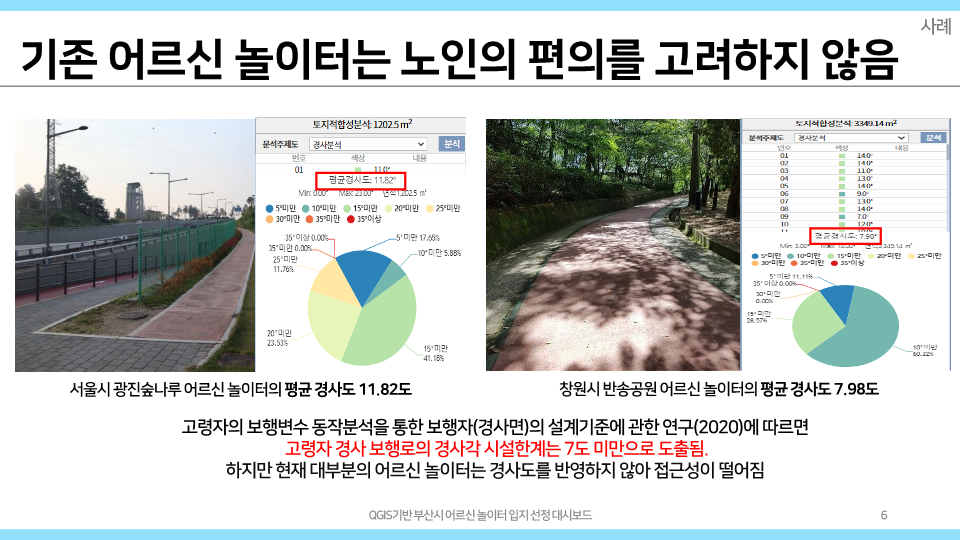 사례
기존 어르신 놀이터는 노인의 편의를 고려하지 않음
토지적합성분석: 1202.5 m²
분석주제도 경사분석 분석
번호 색상 내용
01 11.0°
평균경사도: 11.82°
Min: 0.00° Max: 23.00° 면적:1,202.5 m²
5°미만 10°미만 15°미만 20°미만 25°미만
30°미만 35°미만 35°이상
35°이상 0.00%
35°미만 0.00%
25°미만
11.76%
5°미만 17.65%
10°미만 5.88%
20°미만
23.53%
15°미만
41.18%
토지적합성분석: 3349.14 m²
분석주제도 경사분석 분석
번호 색상 내용
01 14.0°
02 14.0°
03 11.0°
04 13.0°
05 14.0°
06 9.0°
07 13.0°
08 14.0°
09 7.0°
10 12.0°
평균경사도: 7.98°
Min: 3.00° 면적:3,349.14 m²
5°미만 10°미만 15°미만 20°미만 25°미만
30°미만 35°미만 35°이상
5°미만 11.11%
35°이상 0.00%
30°미만
0.00%
15°미만
28.57%
10°미만
60.32%
서울시 광진숲나루 어르신 놀이터의 평균 경사도 11.82도
창원시 반송공원 어르신 놀이터의 평균 경사도 7.98도
고령자의 보행변수 동작분석을 통한 보행자(경사면)의 설계기준에 관한 연구(2020)에 따르면
고령자 경사 보행로의 경사각 시설한계는 7도 미만으로 도출됨.
하지만 현재 대부분의 어르신 놀이터는 경사도를 반영하지 않아 접근성이 떨어짐
QGIS기반 부산시 어르신 놀이터 입지 선정 대시보드
6